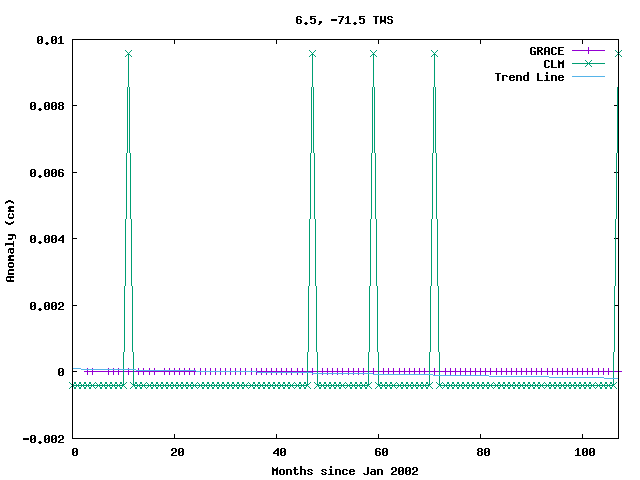 6.5, -71.5 TWS
0.01
GRACE
CLM
Trend Line
0.008
0.006
0.004
0.002
0
-0.002
Anomaly (cm)
0 20 40 60 80 100
Months since Jan 2002